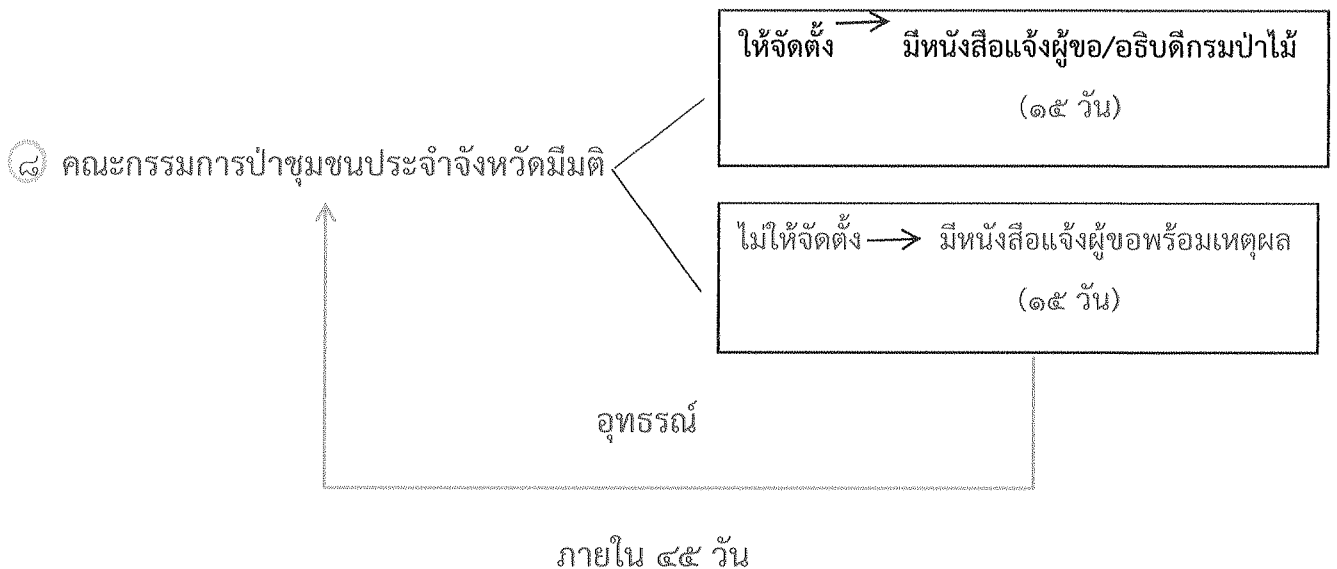 ให้จัดตั้ง → มีหนังสือแจ้งผู้ขอ/อธิบดีกรมป่าไม้
(๑๕ วัน)
๘ คณะกรรมการป่าชุมชนประจำจังหวัดมีมติ
ไม่ให้จัดตั้ง → มีหนังสือแจ้งผู้ขอพร้อมเหตุผล
(๑๕ วัน)
อุทธรณ์
ภายใน ๔๕ วัน